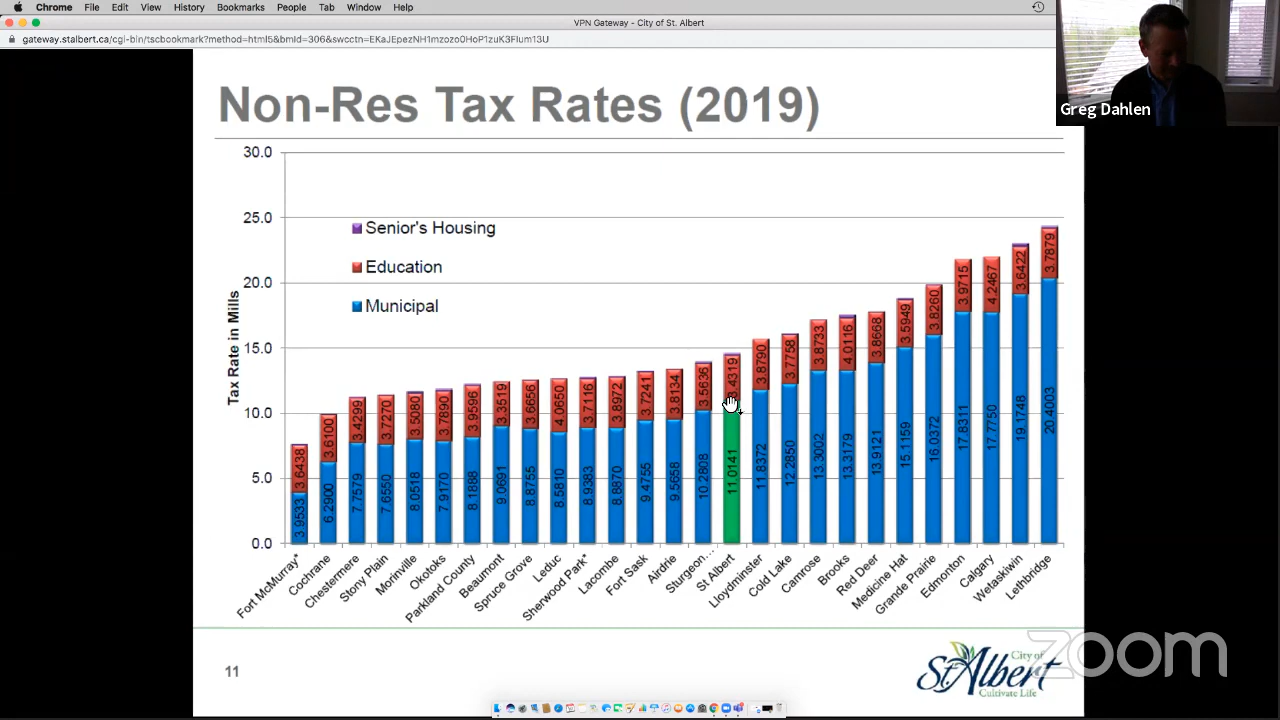 Chrome File Edit View History Bookmarks People Tab Window Help
VPN Gateway - City of St. Albert
Greg Dahlen
Non-Res Tax Rates (2019)
Tax Rate in Mills
30.0
25.0
20.0
15.0
10.0
5.0
0.0
Senior's Housing
Education
Municipal
3.6438 3.6100 3.4299 3.7270 3.5080 3.7890 3.9596 3.3519 3.6656 4.0650 3.7116 3.8972 3.7241 3.8134 3.5636 3.4319 3.8790 3.7758 3.8733 4.0116 3.8668 3.5949 3.8260 3.9715 4.2467 3.6422 3.7879
3.9533 6.2900 7.7579 7.6550 8.0518 7.9170 8.1888 9.0691 8.8755 8.5810 8.9383 8.8870 9.4755 9.5658 10.2808 11.0141 11.8372 12.2850 13.3002 13.3179 13.9121 15.1159 16.0372 17.8311 17.7750 19.1748 20.4003
Fort McMurray* Cochrane Chestermere Stony Plain Morinville Okotoks Parkland County Beaumont Spruce Grove Leduc Sherwood Park* Lacombe Fort Sask Airdrie Sturgeon… St Albert Lloydminster Cold Lake Camrose Brooks Red Deer Medicine Hat Grande Prairie Edmonton Calgary Wetaskiwin Lethbridge
11
City of
St. Albert
Cultivate Life
zoom